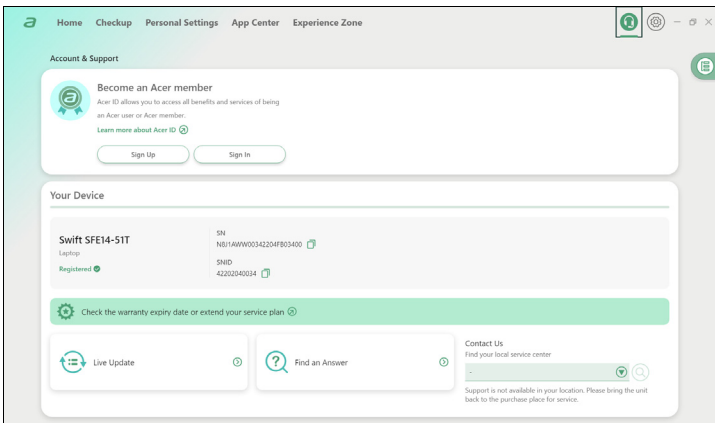 a Home Checkup Personal Settings App Center Experience Zone
Account & Support
Become an Acer member
Acer ID allows you to access all benefits and services of being
an Acer user or Acer member.
Learn more about Acer ID
Sign Up Sign In
Your Device
Swift SFE14-51T
Laptop
Registered
SN
N8J1AWW00342204FB03400
SNID
42202040034
Check the warranty expiry date or extend your service plan
Live Update
Find an Answer
Contact Us
Find your local service center
-
Support is not available in your location. Please bring the unit
back to the purchase place for service.